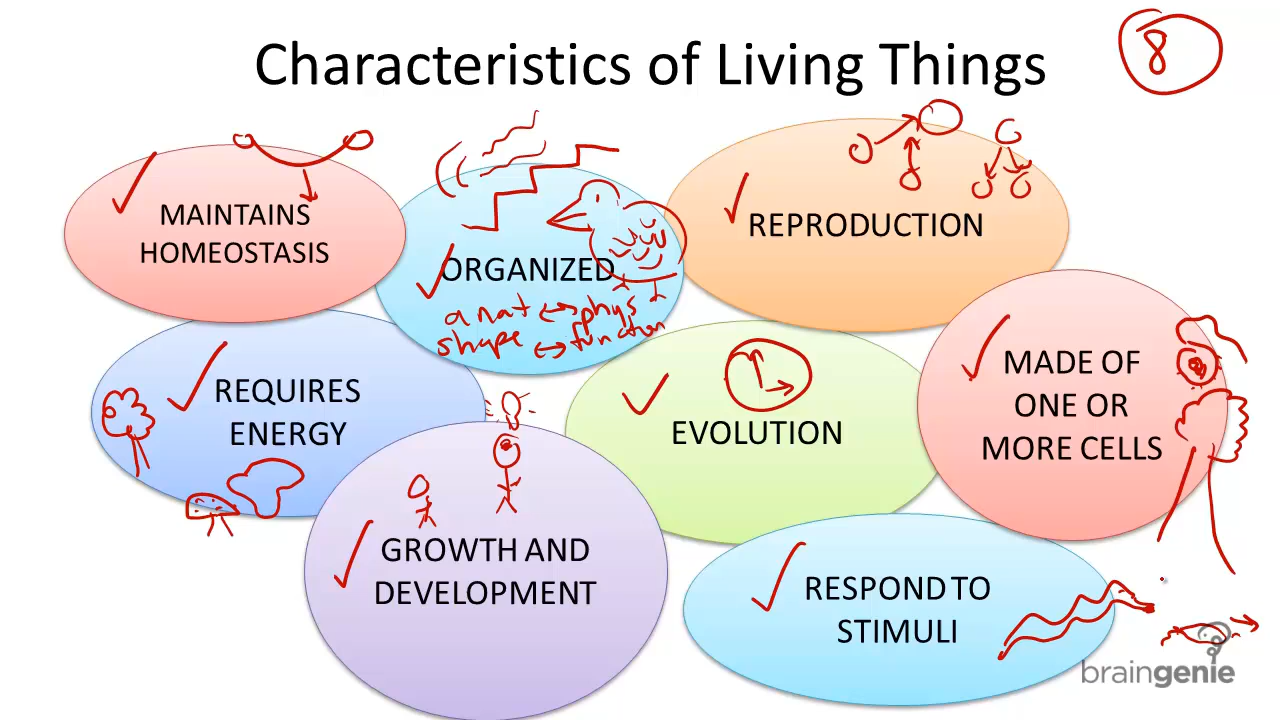 Characteristics of Living Things
8
MAINTAINS
HOMEOSTASIS
ORGANIZED
anat ↔ phys
shape ↔ function
REPRODUCTION
REQUIRES
ENERGY
EVOLUTION
MADE OF
ONE OR
MORE CELLS
GROWTH AND
DEVELOPMENT
RESPOND TO
STIMULI
braingenie